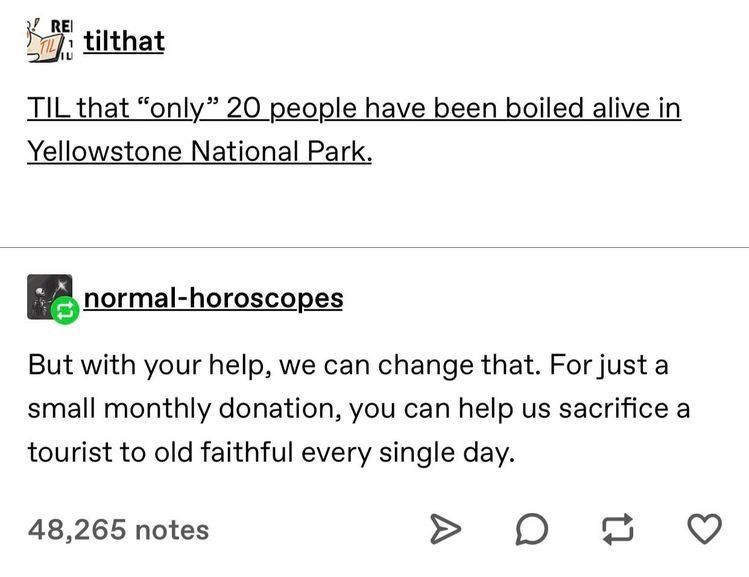 tilthat
TIL that “only” 20 people have been boiled alive in
Yellowstone National Park.
normal-horoscopes
But with your help, we can change that. For just a
small monthly donation, you can help us sacrifice a
tourist to old faithful every single day.
48,265 notes